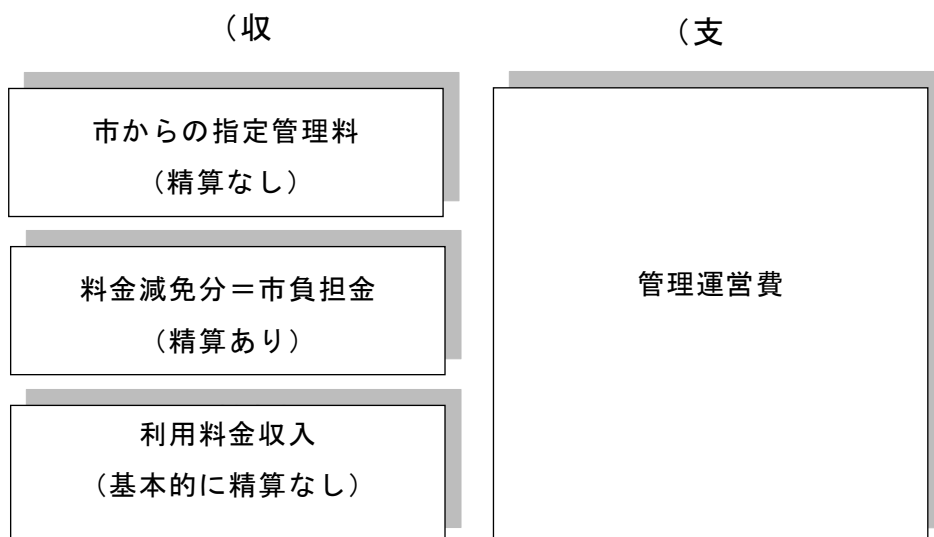 （収
（支
市からの指定管理料
（精算なし）
料金減免分＝市負担金
（精算あり）
利用料金収入
（基本的に精算なし）
管理運営費